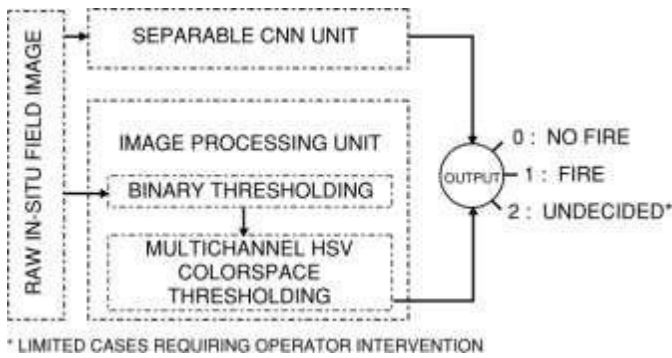 RAW IN-SITU FIELD IMAGE
SEPARABLE CNN UNIT
IMAGE PROCESSING UNIT
BINARY THRESHOLDING
MULTICHANNEL HSV
COLORSPACE
THRESHOLDING
OUTPUT
0 : NO FIRE
1 : FIRE
2 : UNDECIDED*
* LIMITED CASES REQUIRING OPERATOR INTERVENTION